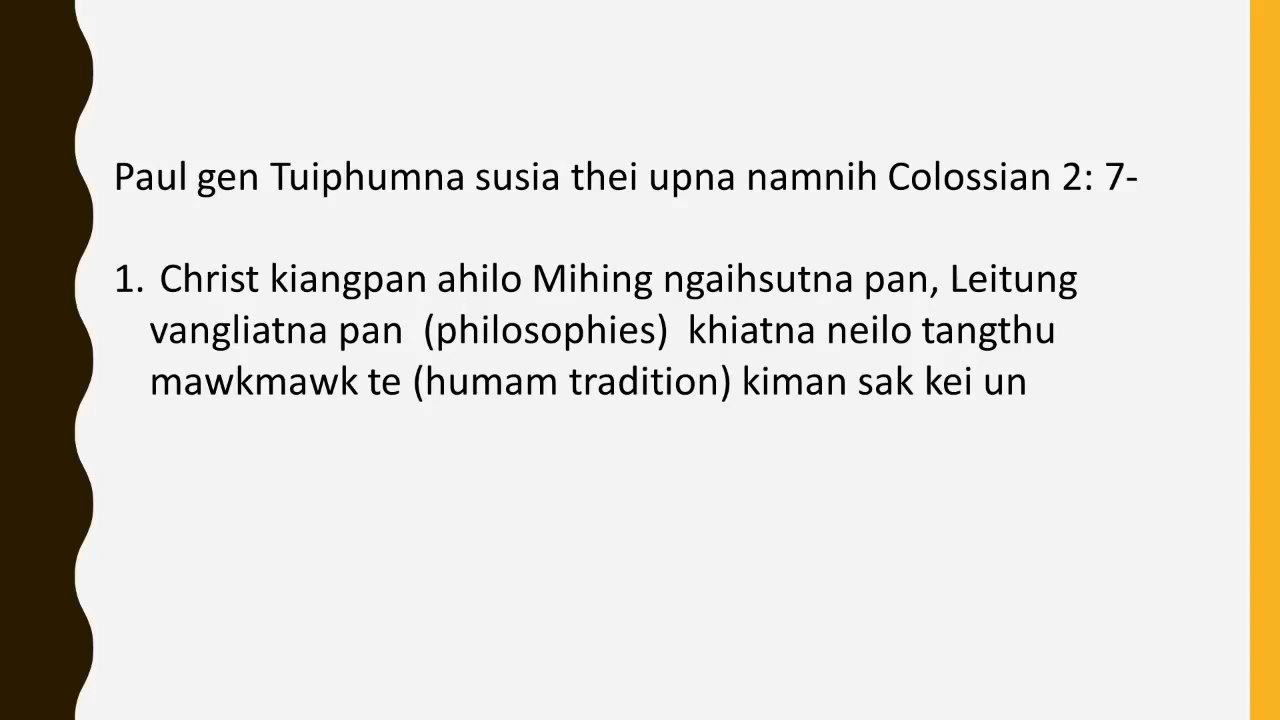 Paul gen Tuiphumna susia thei upna namnih Colossian 2: 7-
1. Christ kiangpan ahilo Mihing ngaihsutna pan, Leitung
vangliatna pan (philosophies) khiatna neilo tangthu
mawkmawk te (humam tradition) kiman sak kei un